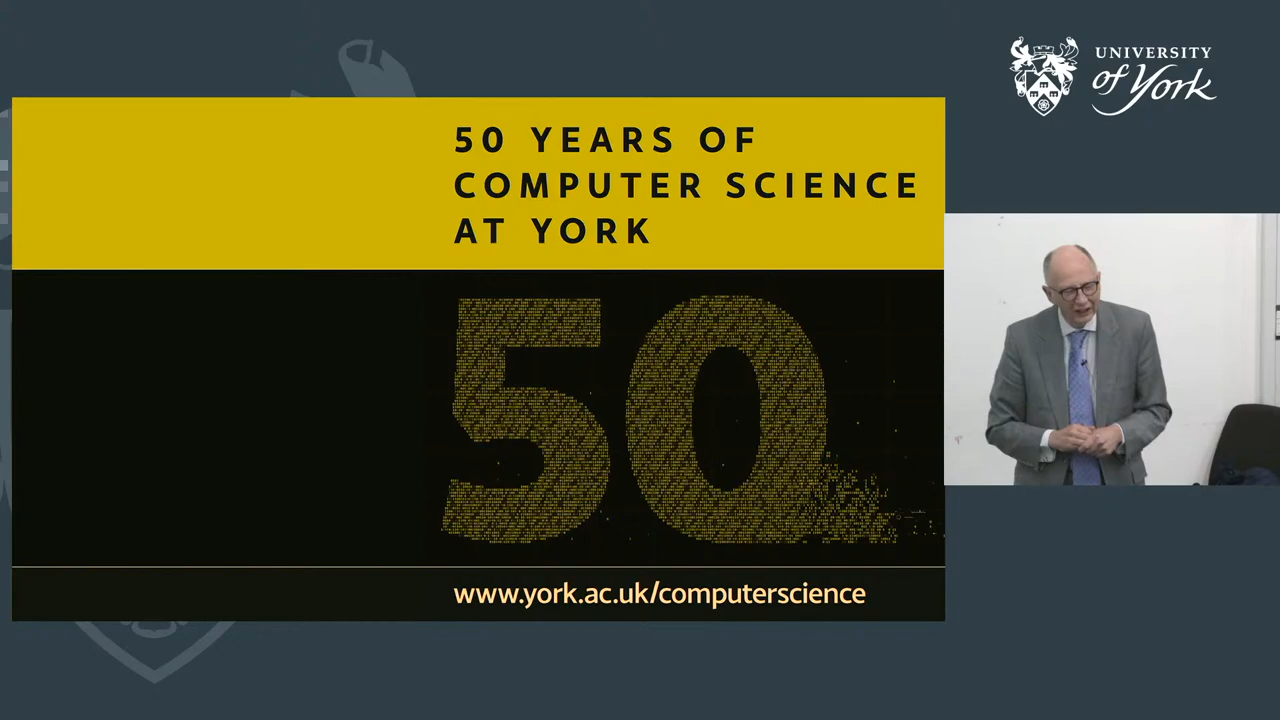 50 YEARS OF
COMPUTER SCIENCE
AT YORK
50
www.york.ac.uk/computerscience
UNIVERSITY
of York